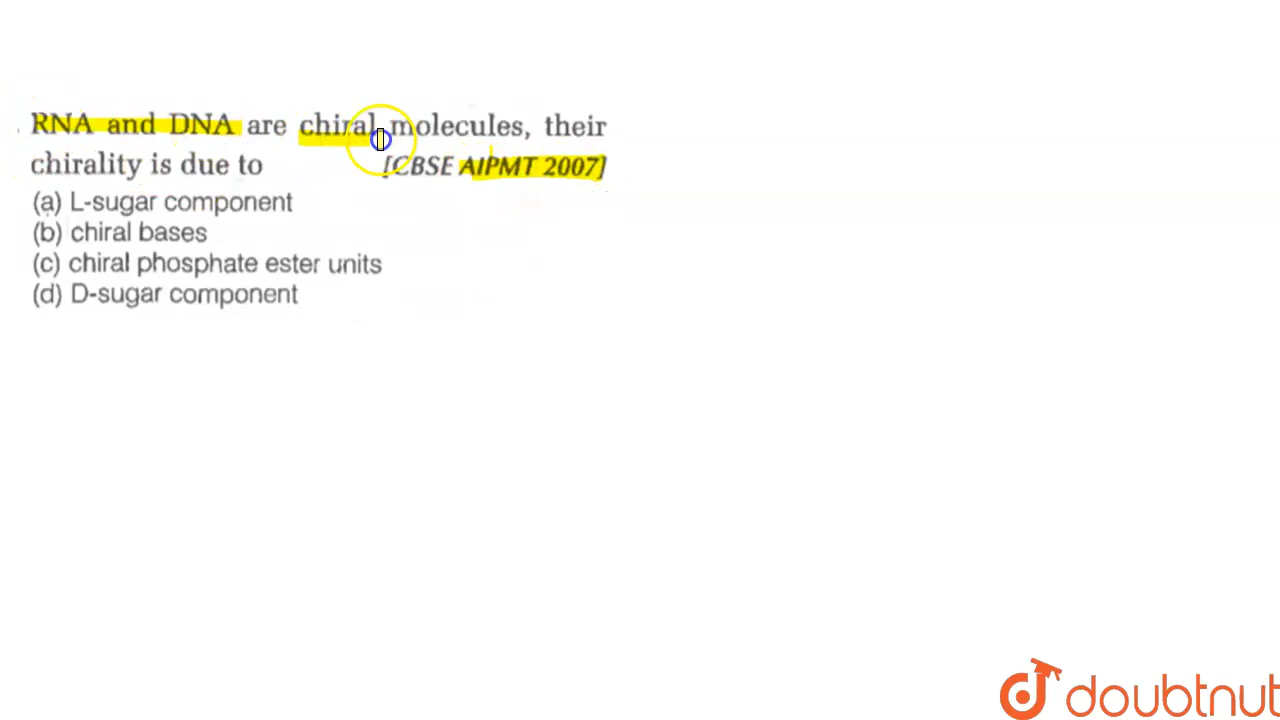 RNA and DNA are chiral molecules, their
chirality is due to [CBSE AIPMT 2007]
(a) L-sugar component
(b) chiral bases
(c) chiral phosphate ester units
(d) D-sugar component
doubtnut